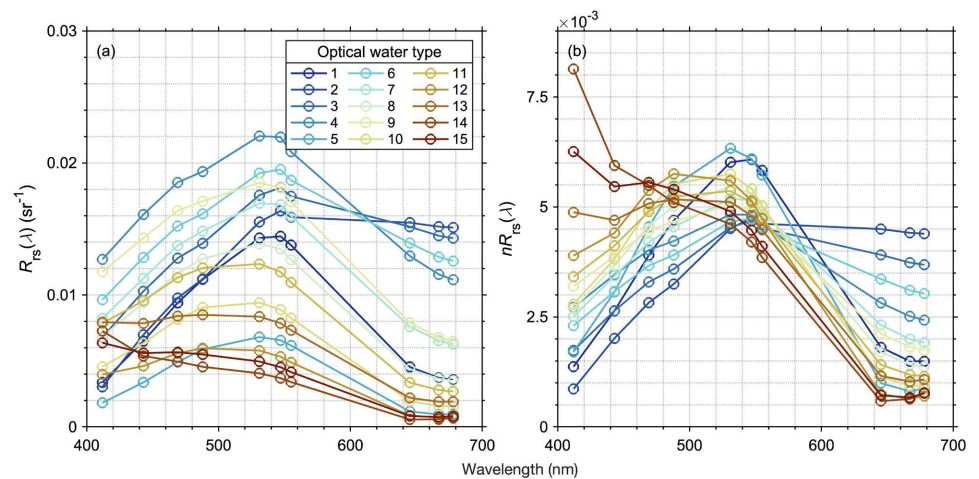 0.03
(a)
Optical water type
1 6 11
2 7 12
3 8 13
4 9 14
5 10 15
0.02
0.01
0
R_rs(λ) (sr⁻¹)
400 500 600 700
×10⁻³
(b)
7.5
5
2.5
0
nR_rs(λ)
400 500 600 700
Wavelength (nm)